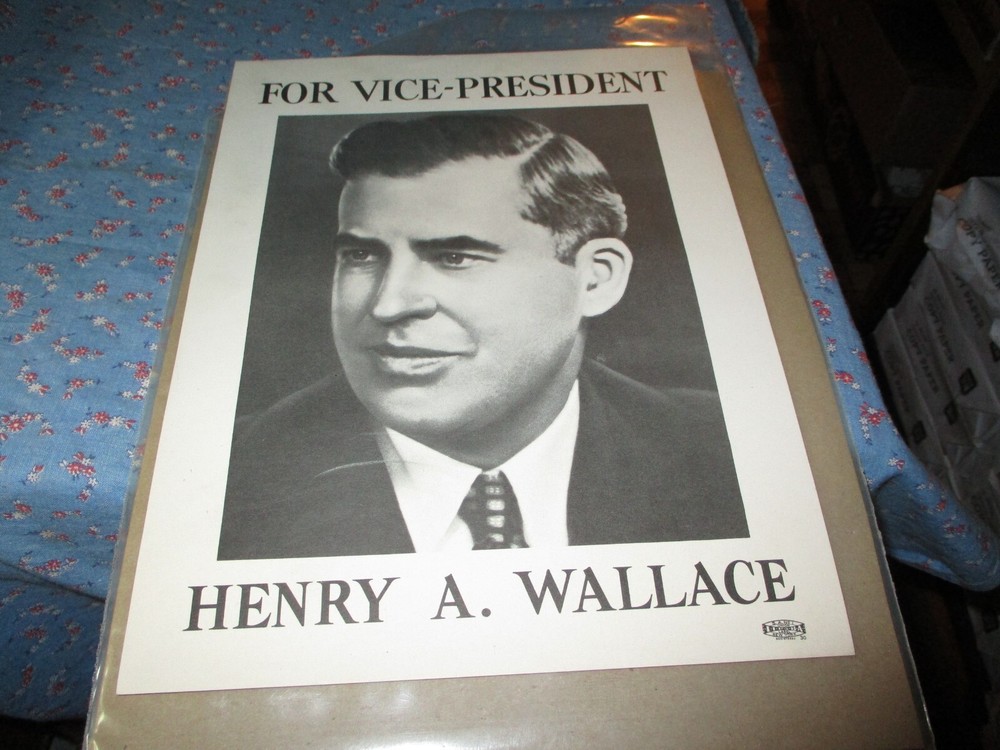 FOR VICE-PRESIDENT
HENRY A. WALLACE